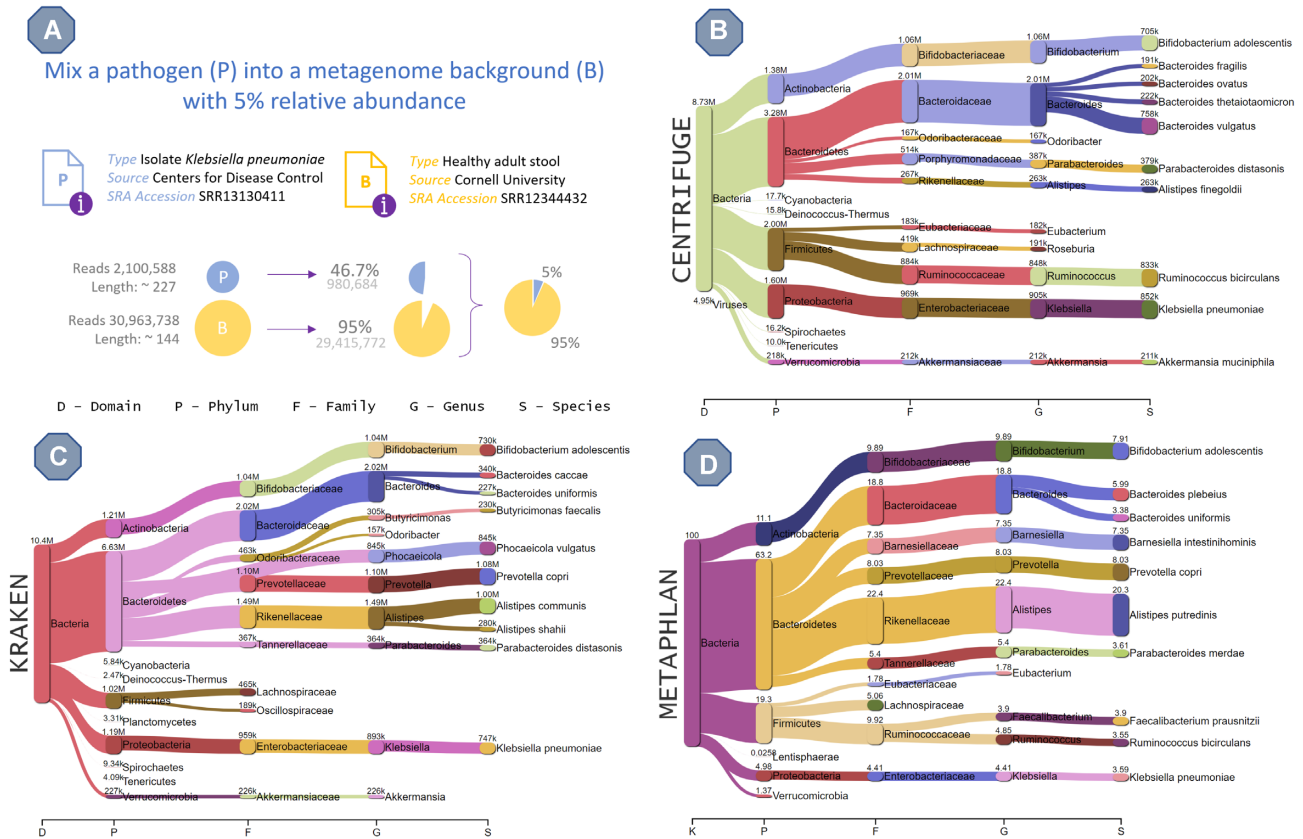 A
Mix a pathogen (P) into a metagenome background (B)
with 5% relative abundance
P
i
Type Isolate Klebsiella pneumoniae
Source Centers for Disease Control
SRA Accession SRR13130411
B
i
Type Healthy adult stool
Source Cornell University
SRA Accession SRR12344432
Reads 2,100,588
Length: ~ 227
P
46.7%
980,684
Reads 30,963,738
Length: ~ 144
B
95%
29,415,772
5%
95%
D – Domain P – Phylum F – Family G – Genus S – Species
B
CENTRIFUGE
8.73M
Bacteria
4.95k
Viruses
1.38M
Actinobacteria
3.28M
Bacteroidetes
17.7k
Cyanobacteria
15.8k
Deinococcus-Thermus
2.00M
Firmicutes
1.60M
Proteobacteria
16.2k
Spirochaetes
10.0k
Tenericutes
218k
Verrucomicrobia
1.06M
Bifidobacteriaceae
2.01M
Bacteroidaceae
167k
Odoribacteraceae
514k
Porphyromonadaceae
267k
Rikenellaceae
183k
Eubacteriaceae
419k
Lachnospiraceae
884k
Ruminococcaceae
969k
Enterobacteriaceae
212k
Akkermansiaceae
1.06M
Bifidobacterium
2.01M
Bacteroides
167k
Odoribacter
387k
Parabacteroides
263k
Alistipes
182k
Eubacterium
191k
Roseburia
848k
Ruminococcus
905k
Klebsiella
212k
Akkermansia
705k
Bifidobacterium adolescentis
191k
Bacteroides fragilis
202k
Bacteroides ovatus
222k
Bacteroides thetaiotaomicron
758k
Bacteroides vulgatus
379k
Parabacteroides distasonis
263k
Alistipes finegoldii
833k
Ruminococcus bicirculans
852k
Klebsiella pneumoniae
211k
Akkermansia muciniphila
D P F G S
C
KRAKEN
10.4M
Bacteria
1.21M
Actinobacteria
6.63M
Bacteroidetes
5.84k
Cyanobacteria
2.47k
Deinococcus-Thermus
1.02M
Firmicutes
3.31k
Planctomycetes
1.19M
Proteobacteria
9.34k
Spirochaetes
4.09k
Tenericutes
227k
Verrucomicrobia
1.04M
Bifidobacteriaceae
2.02M
Bacteroidaceae
463k
Odoribacteraceae
1.10M
Prevotellaceae
1.49M
Rikenellaceae
367k
Tannerellaceae
465k
Lachnospiraceae
189k
Oscillospiraceae
959k
Enterobacteriaceae
226k
Akkermansiaceae
1.04M
Bifidobacterium
2.02M
Bacteroides
305k
Butyricimonas
157k
Odoribacter
845k
Phocaeicola
1.10M
Prevotella
1.49M
Alistipes
364k
Parabacteroides
893k
Klebsiella
226k
Akkermansia
730k
Bifidobacterium adolescentis
340k
Bacteroides caccae
227k
Bacteroides uniformis
230k
Butyricimonas faecalis
845k
Phocaeicola vulgatus
1.08M
Prevotella copri
1.00M
Alistipes communis
280k
Alistipes shahii
364k
Parabacteroides distasonis
747k
Klebsiella pneumoniae
D P F G S
D
METAPHLAN
100
Bacteria
11.1
Actinobacteria
63.2
Bacteroidetes
19.3
Firmicutes
0.0258
Lentisphaerae
4.98
Proteobacteria
1.37
Verrucomicrobia
9.89
Bifidobacteriaceae
18.8
Bacteroidaceae
7.35
Barnesiellaceae
8.03
Prevotellaceae
22.4
Rikenellaceae
5.4
Tannerellaceae
1.78
Eubacteriaceae
5.06
Lachnospiraceae
9.92
Ruminococcaceae
4.41
Enterobacteriaceae
9.89
Bifidobacterium
18.8
Bacteroides
7.35
Barnesiella
8.03
Prevotella
22.4
Alistipes
5.4
Parabacteroides
1.78
Eubacterium
3.9
Faecalibacterium
4.85
Ruminococcus
4.41
Klebsiella
7.91
Bifidobacterium adolescentis
5.99
Bacteroides plebeius
3.38
Bacteroides uniformis
7.35
Barnesiella intestinihominis
8.03
Prevotella copri
20.3
Alistipes putredinis
3.61
Parabacteroides merdae
3.9
Faecalibacterium prausnitzii
3.55
Ruminococcus bicirculans
3.59
Klebsiella pneumoniae
K P F G S